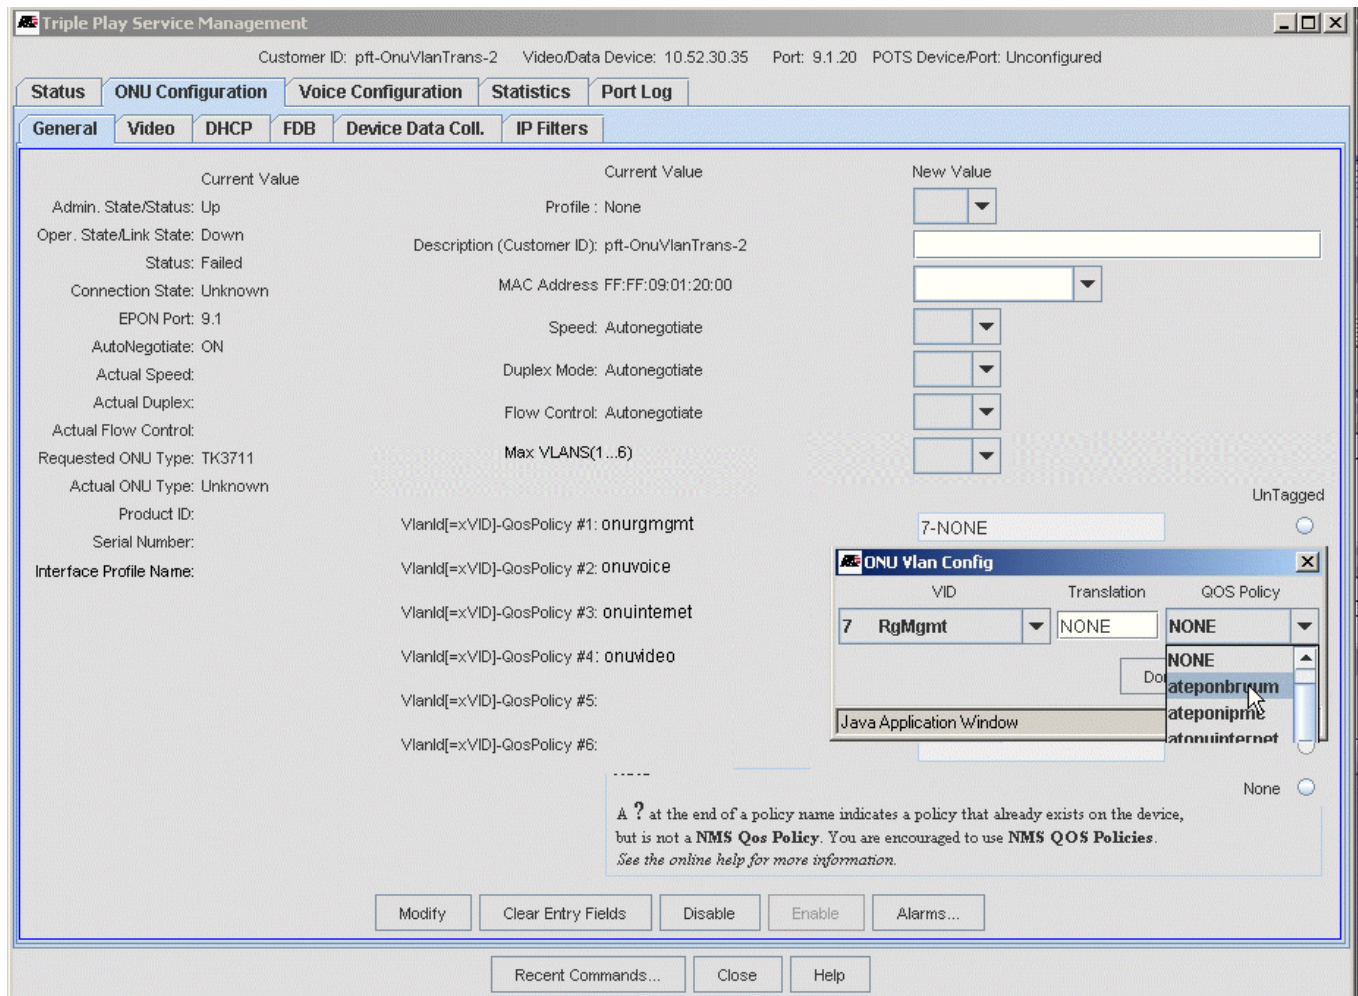 Triple Play Service Management
Customer ID: pft-OnuVlanTrans-2 Video/Data Device: 10.52.30.35 Port: 9.1.20 POTS Device/Port: Unconfigured
Status ONU Configuration Voice Configuration Statistics Port Log
General Video DHCP FDB Device Data Coll. IP Filters
Current Value
Admin. State/Status: Up
Oper. State/Link State: Down
Status: Failed
Connection State: Unknown
EPON Port: 9.1
AutoNegotiate: ON
Actual Speed:
Actual Duplex:
Actual Flow Control:
Requested ONU Type: TK3711
Actual ONU Type: Unknown
Product ID:
Serial Number:
Interface Profile Name:
Current Value New Value
Profile : None
Description (Customer ID): pft-OnuVlanTrans-2
MAC Address FF:FF:09:01:20:00
Speed: Autonegotiate
Duplex Mode: Autonegotiate
Flow Control: Autonegotiate
Max VLANS(1...6)
UnTagged
VlanId[=xVID]-QosPolicy #1: onurgmgmt 7-NONE
VlanId[=xVID]-QosPolicy #2: onuvoice
VlanId[=xVID]-QosPolicy #3: onuinternet
VlanId[=xVID]-QosPolicy #4: onuvideo
VlanId[=xVID]-QosPolicy #5:
VlanId[=xVID]-QosPolicy #6:
ONU Vlan Config
VID Translation QOS Policy
7 RgMgmt NONE NONE
NONE
ateponbruum
ateponipme
atonuinternet
Java Application Window
None
A ? at the end of a policy name indicates a policy that already exists on the device,
but is not a NMS Qos Policy. You are encouraged to use NMS QOS Policies.
See the online help for more information.
Modify Clear Entry Fields Disable Enable Alarms...
Recent Commands... Close Help